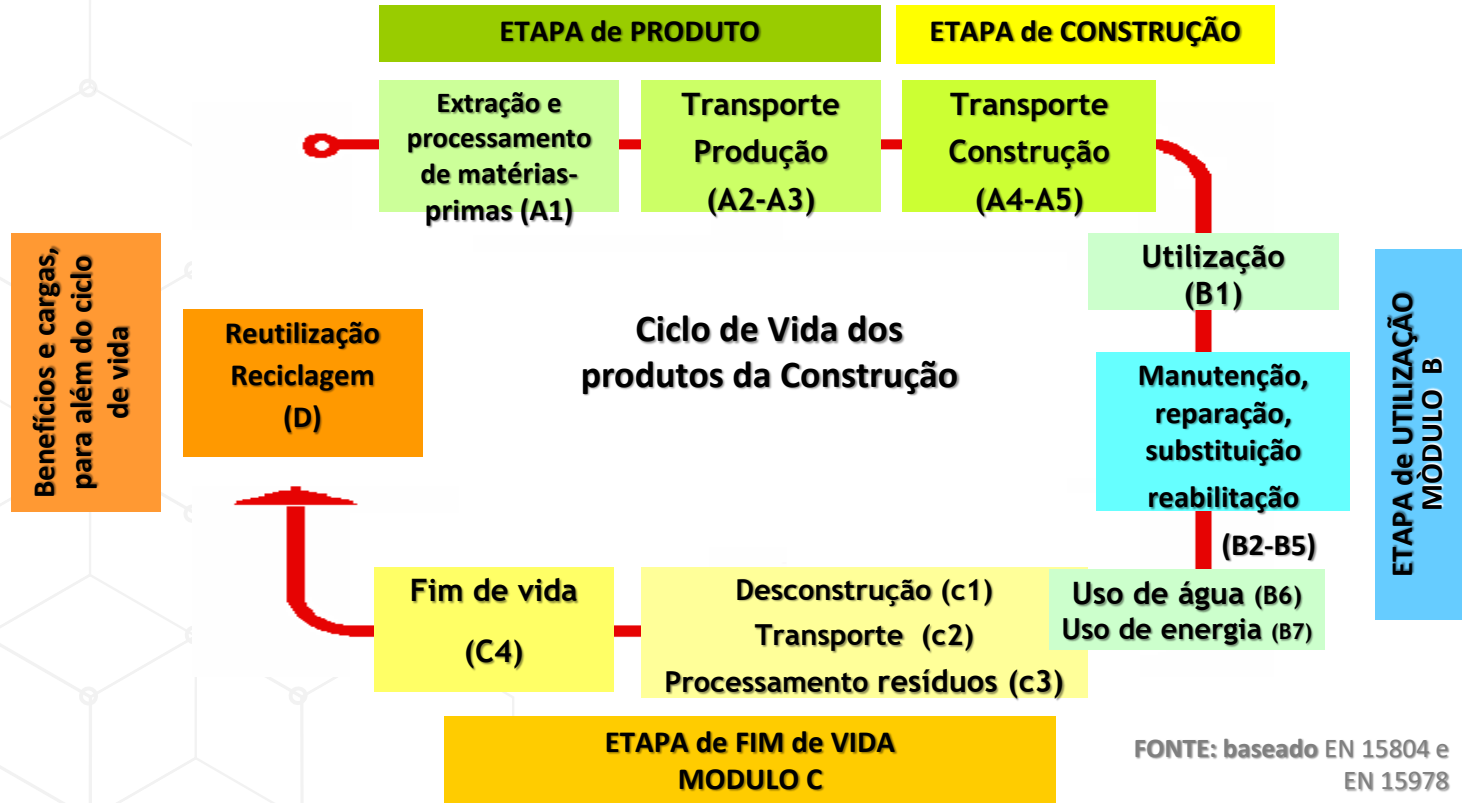 ETAPA de PRODUTO
ETAPA de CONSTRUÇÃO
Extração e
processamento
de matérias-
primas (A1)
Transporte
Produção
(A2-A3)
Transporte
Construção
(A4-A5)
Utilização
(B1)
Manutenção,
reparação,
substituição
reabilitação
(B2-B5)
Uso de água (B6)
Uso de energia (B7)
ETAPA de UTILIZAÇÃO
MÒDULO B
Ciclo de Vida dos
produtos da Construção
Desconstrução (c1)
Transporte (c2)
Processamento resíduos (c3)
Fim de vida
(C4)
ETAPA de FIM de VIDA
MODULO C
Reutilização
Reciclagem
(D)
Benefícios e cargas,
para além do ciclo
de vida
FONTE: baseado EN 15804 e
EN 15978